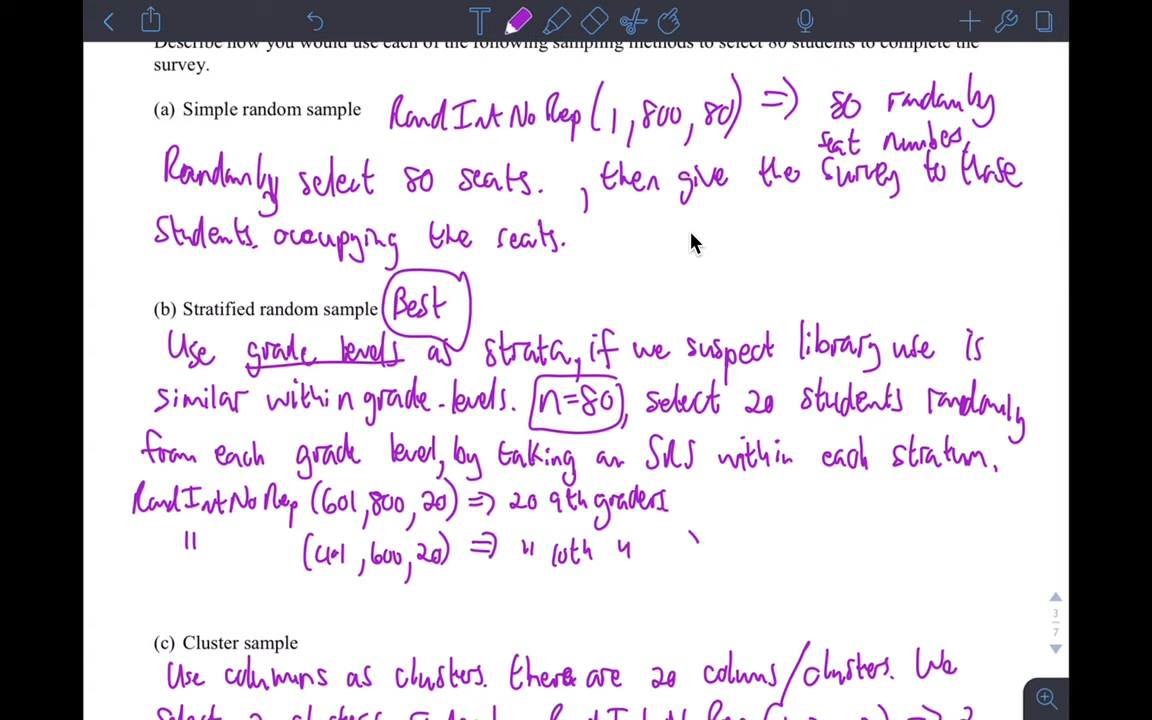 Describe how you would use each of the following sampling methods to select 80 students to complete the
survey.
(a) Simple random sample RandIntNoRep(1,800,80) => 80 randomly
seat numbers,
Randomly select 80 seats. , then give the survey to those
students occupying the seats.
(b) Stratified random sample Best
Use grade levels as strata, if we suspect library use is
similar within grade-levels. n=80, select 20 students randomly
from each grade level, by taking an SRS within each stratum.
RandIntNoRep (601,800,20) => 20 9th graders
" (401,600,20) => " 10th "
(c) Cluster sample
Use columns as clusters. there are 20 colums/clusters. We
3
7